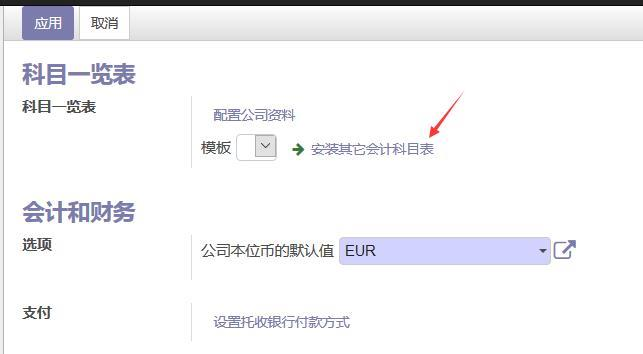 应用 取消
科目一览表
科目一览表
配置公司资料
模板 安装其它会计科目表
会计和财务
选项
公司本位币的默认值 EUR
支付
设置托收银行付款方式